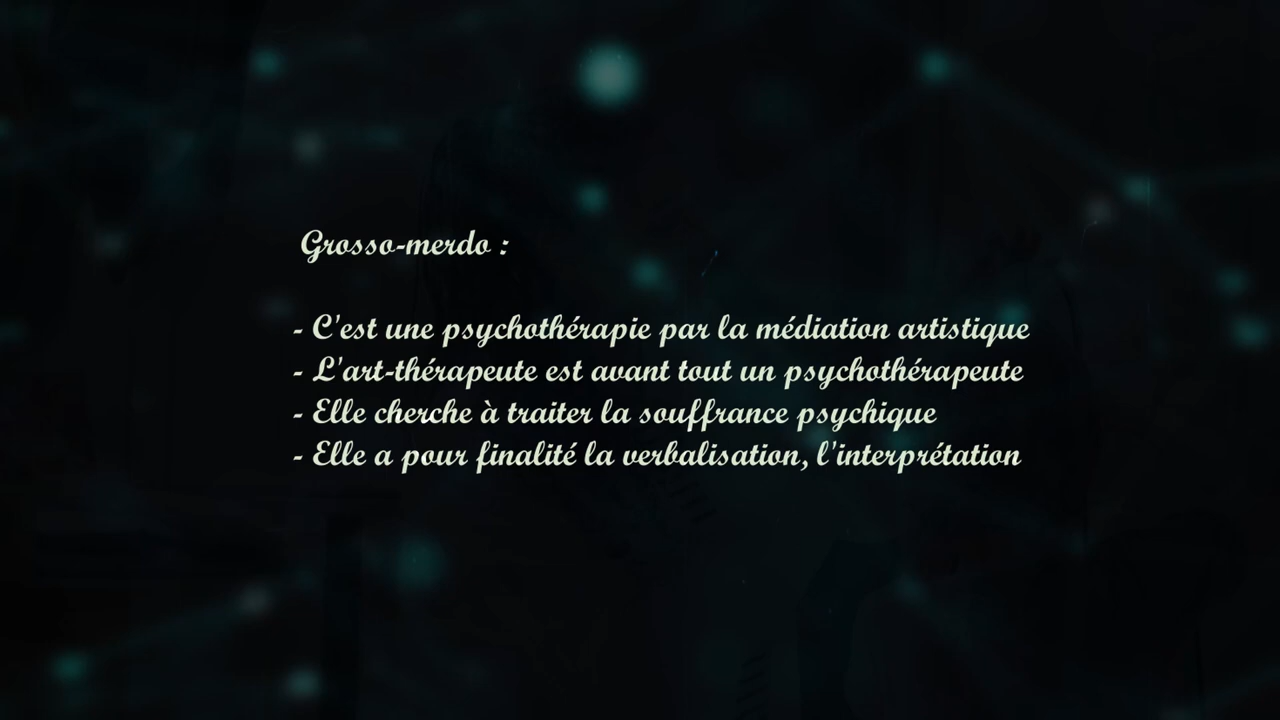 Grosso-merdo :
- C'est une psychothérapie par la médiation artistique
- L'art-thérapeute est avant tout un psychothérapeute
- Elle cherche à traiter la souffrance psychique
- Elle a pour finalité la verbalisation, l'interprétation